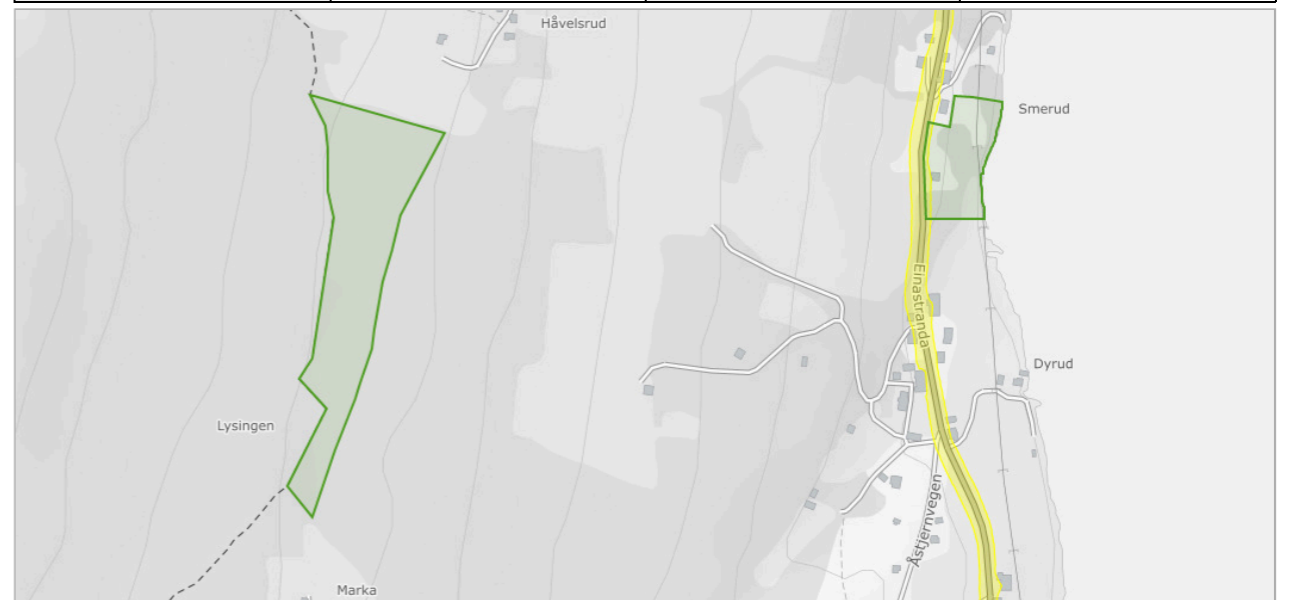 Håvelsrud
Smerud
Einastranda
Dyrud
Lysingen
Åstjernvegen
Marka